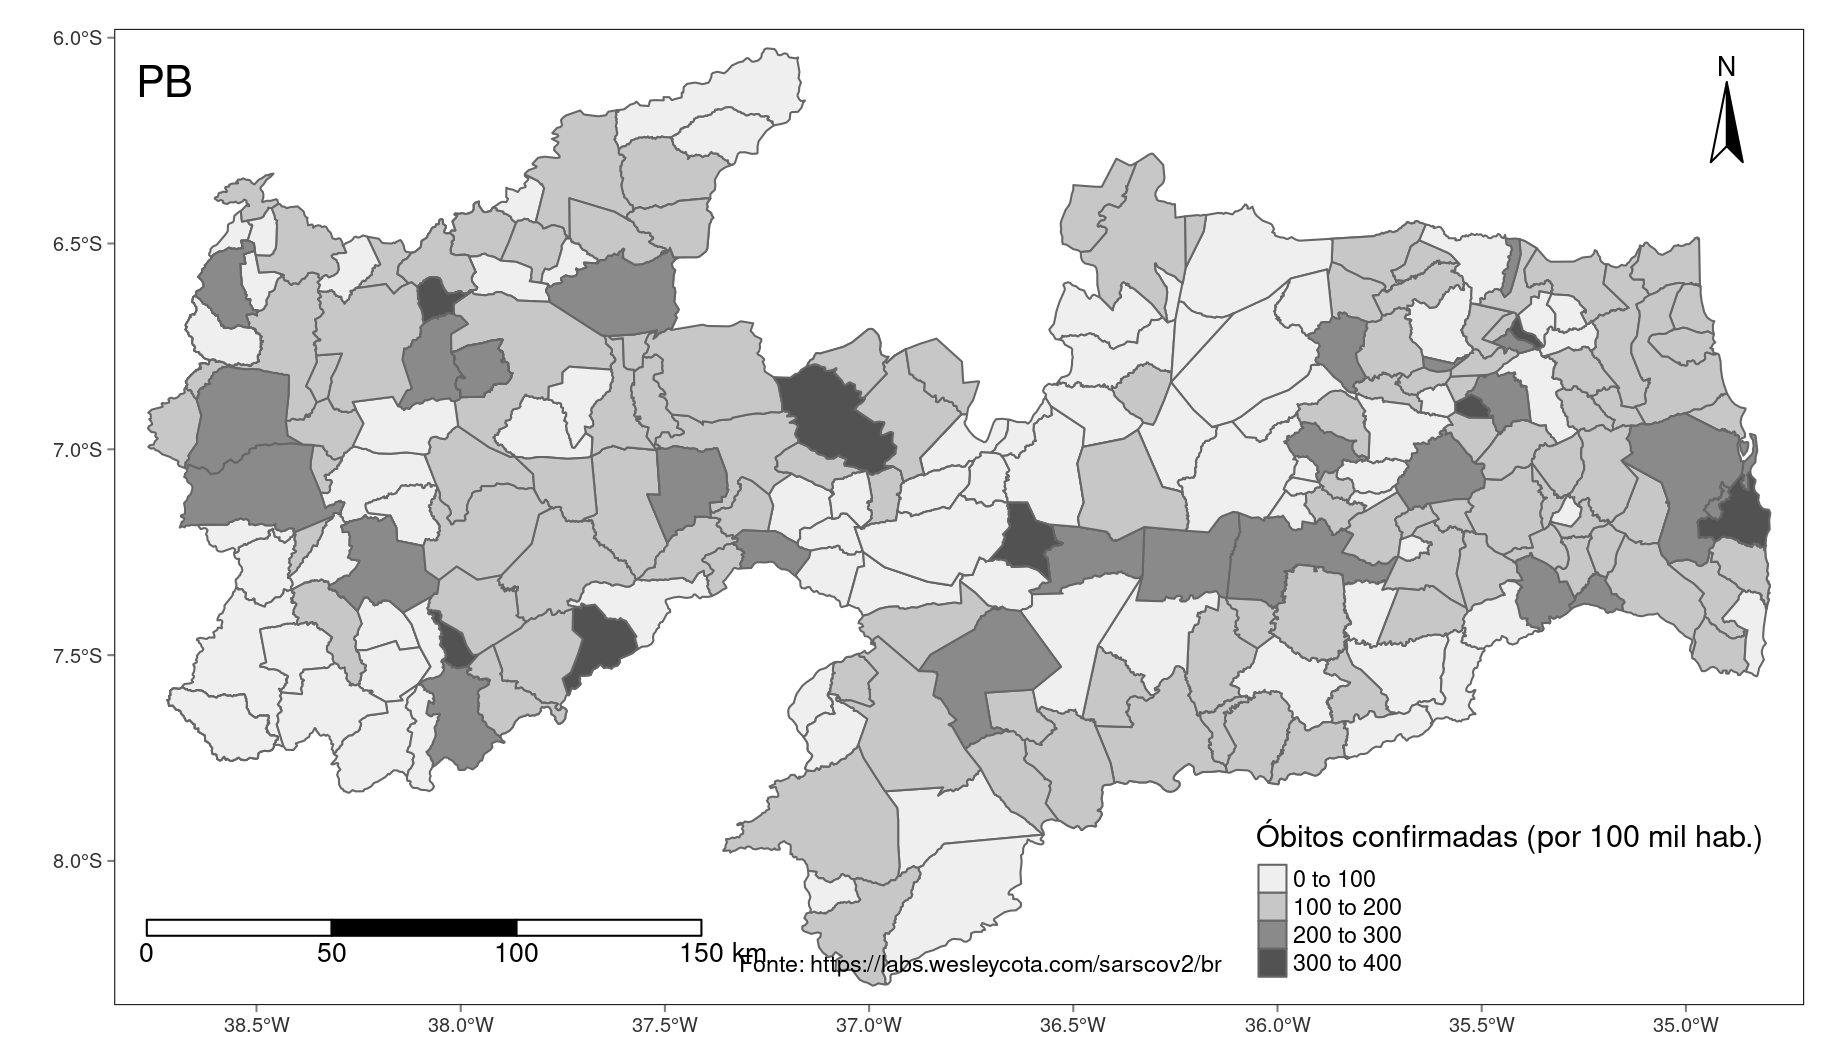 PB
N
6.0°S
6.5°S
7.0°S
7.5°S
8.0°S
Óbitos confirmadas (por 100 mil hab.)
0 to 100
100 to 200
200 to 300
300 to 400
0 50 100 150 km
Fonte: https://labs.wesleycota.com/sarscov2/br
38.5°W 38.0°W 37.5°W 37.0°W 36.5°W 36.0°W 35.5°W 35.0°W